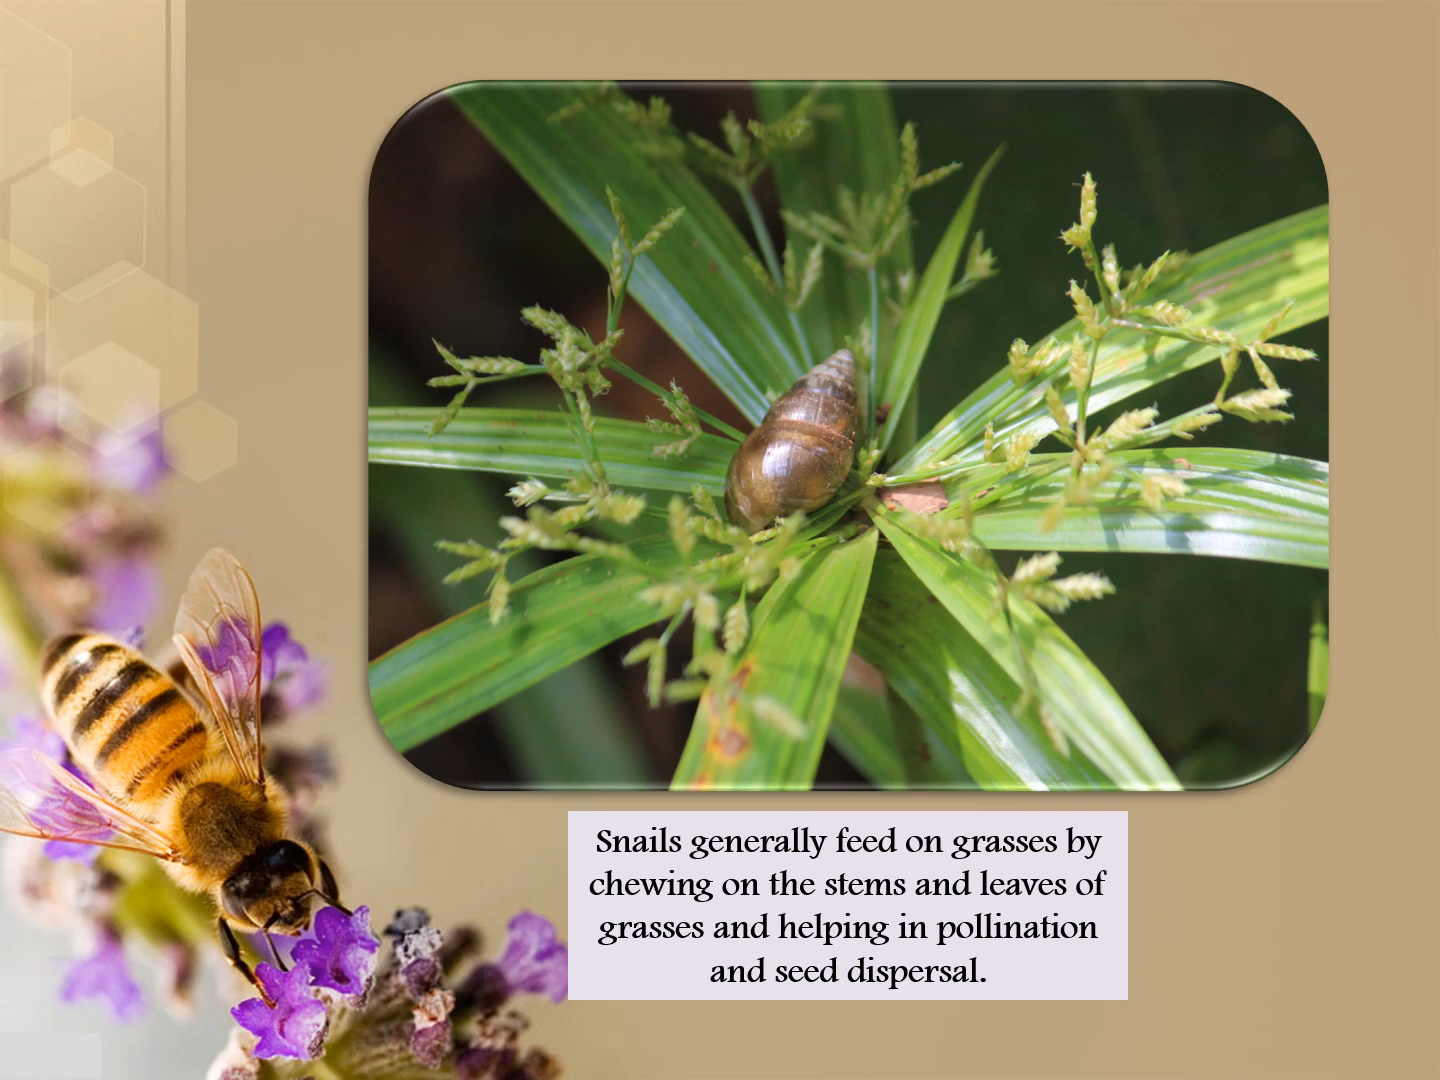 Snails generally feed on grasses by
chewing on the stems and leaves of
grasses and helping in pollination
and seed dispersal.